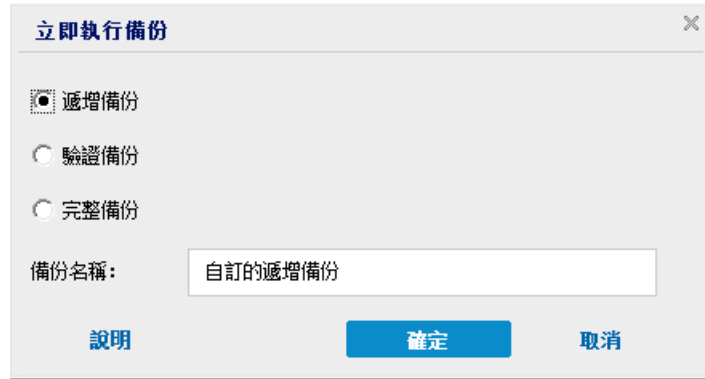 立即執行備份
遞增備份
驗證備份
完整備份
備份名稱: 自訂的遞增備份
說明 確定 取消